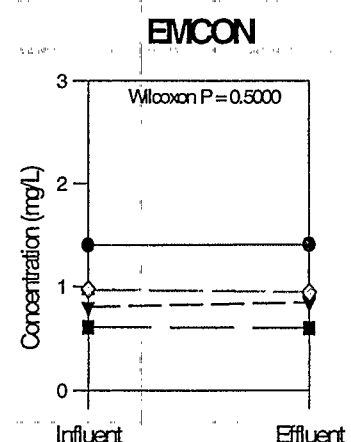 EMCON
3
Wilcoxon P = 0.5000
2
Concentration (mg/L)
1
0
Influent Effluent